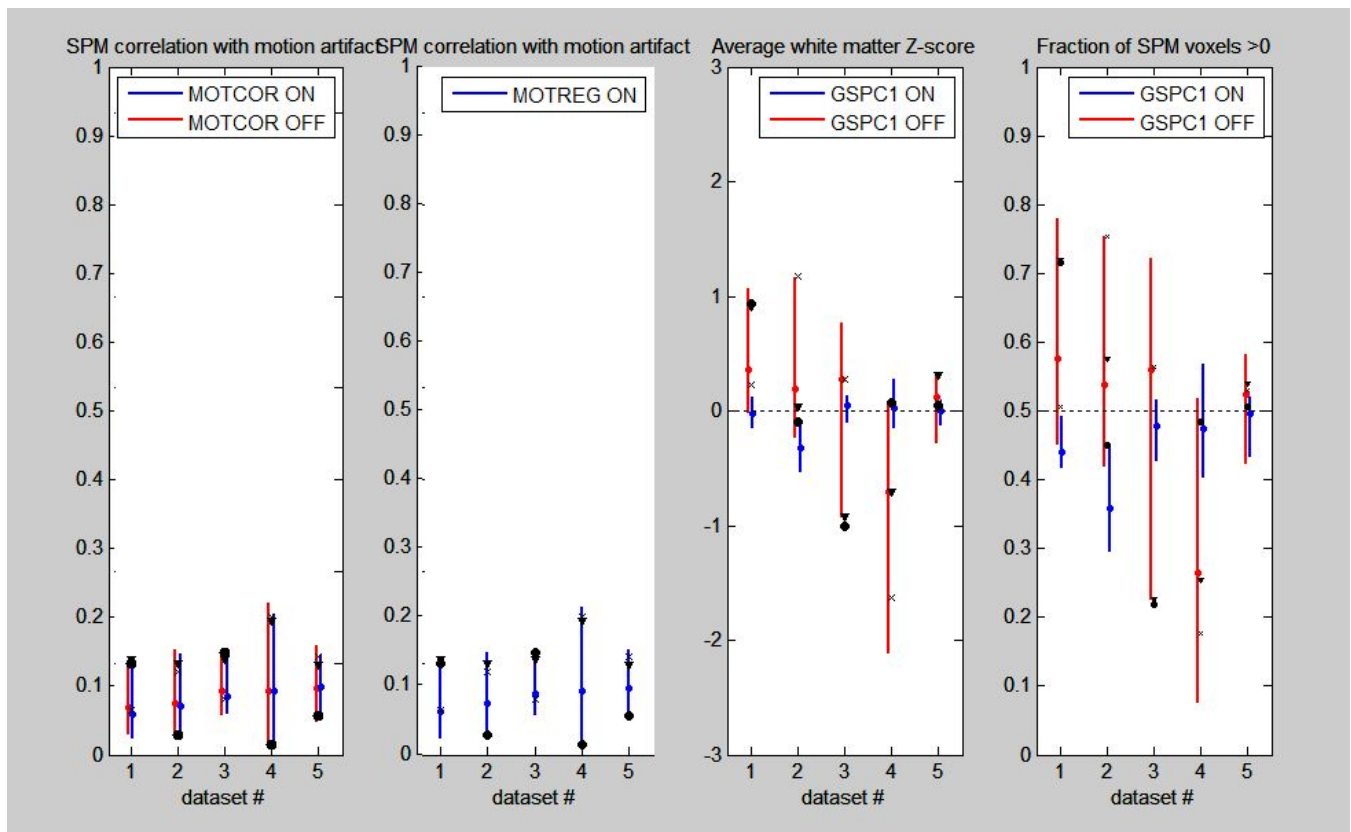 SPM correlation with motion artifact
MOTCOR ON
MOTCOR OFF
1
0.9
0.8
0.7
0.6
0.5
0.4
0.3
0.2
0.1
0
1 2 3 4 5
dataset #
SPM correlation with motion artifact
MOTREG ON
1
0.9
0.8
0.7
0.6
0.5
0.4
0.3
0.2
0.1
0
1 2 3 4 5
dataset #
Average white matter Z-score
GSPC1 ON
GSPC1 OFF
3
2
1
0
-1
-2
-3
1 2 3 4 5
dataset #
Fraction of SPM voxels >0
GSPC1 ON
GSPC1 OFF
1
0.9
0.8
0.7
0.6
0.5
0.4
0.3
0.2
0.1
0
1 2 3 4 5
dataset #